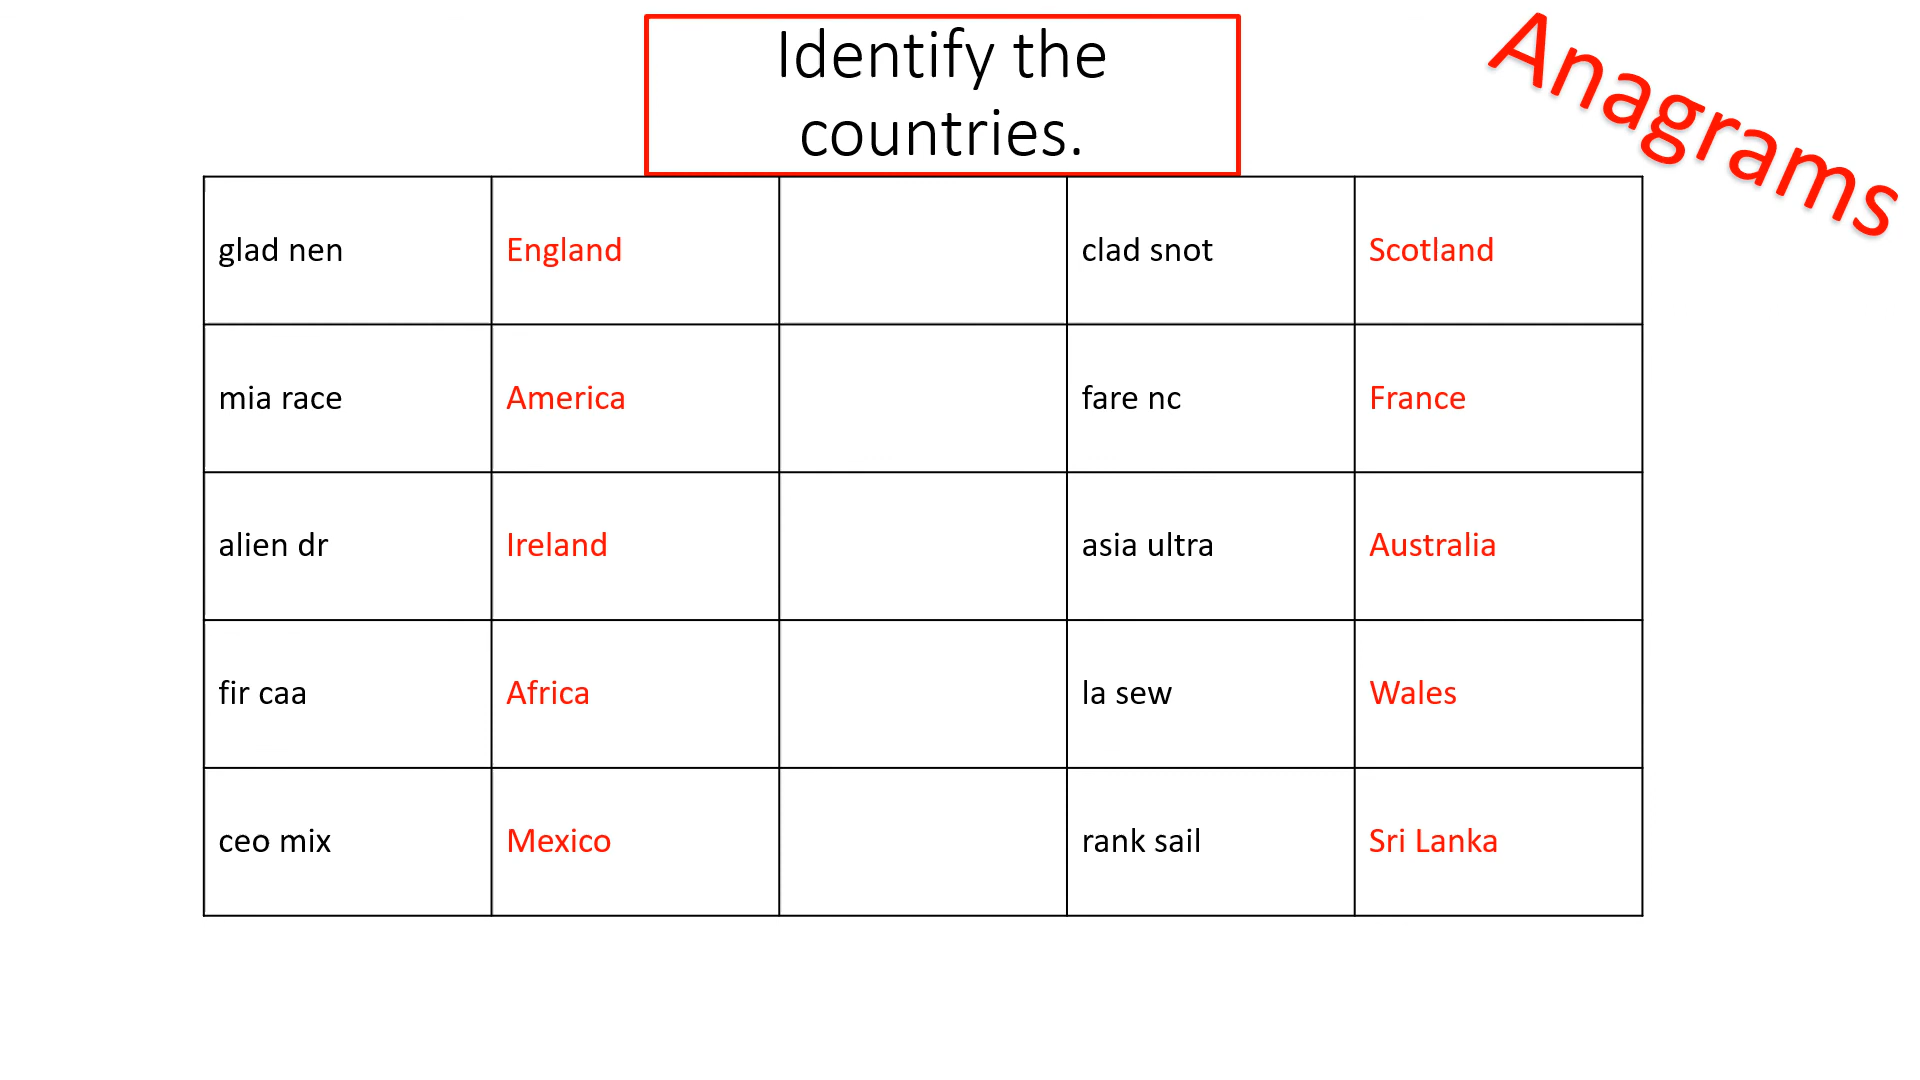 Identify the
countries.
Anagrams
glad nen England clad snot Scotland
mia race America fare nc France
alien dr Ireland asia ultra Australia
fir caa Africa la sew Wales
ceo mix Mexico rank sail Sri Lanka